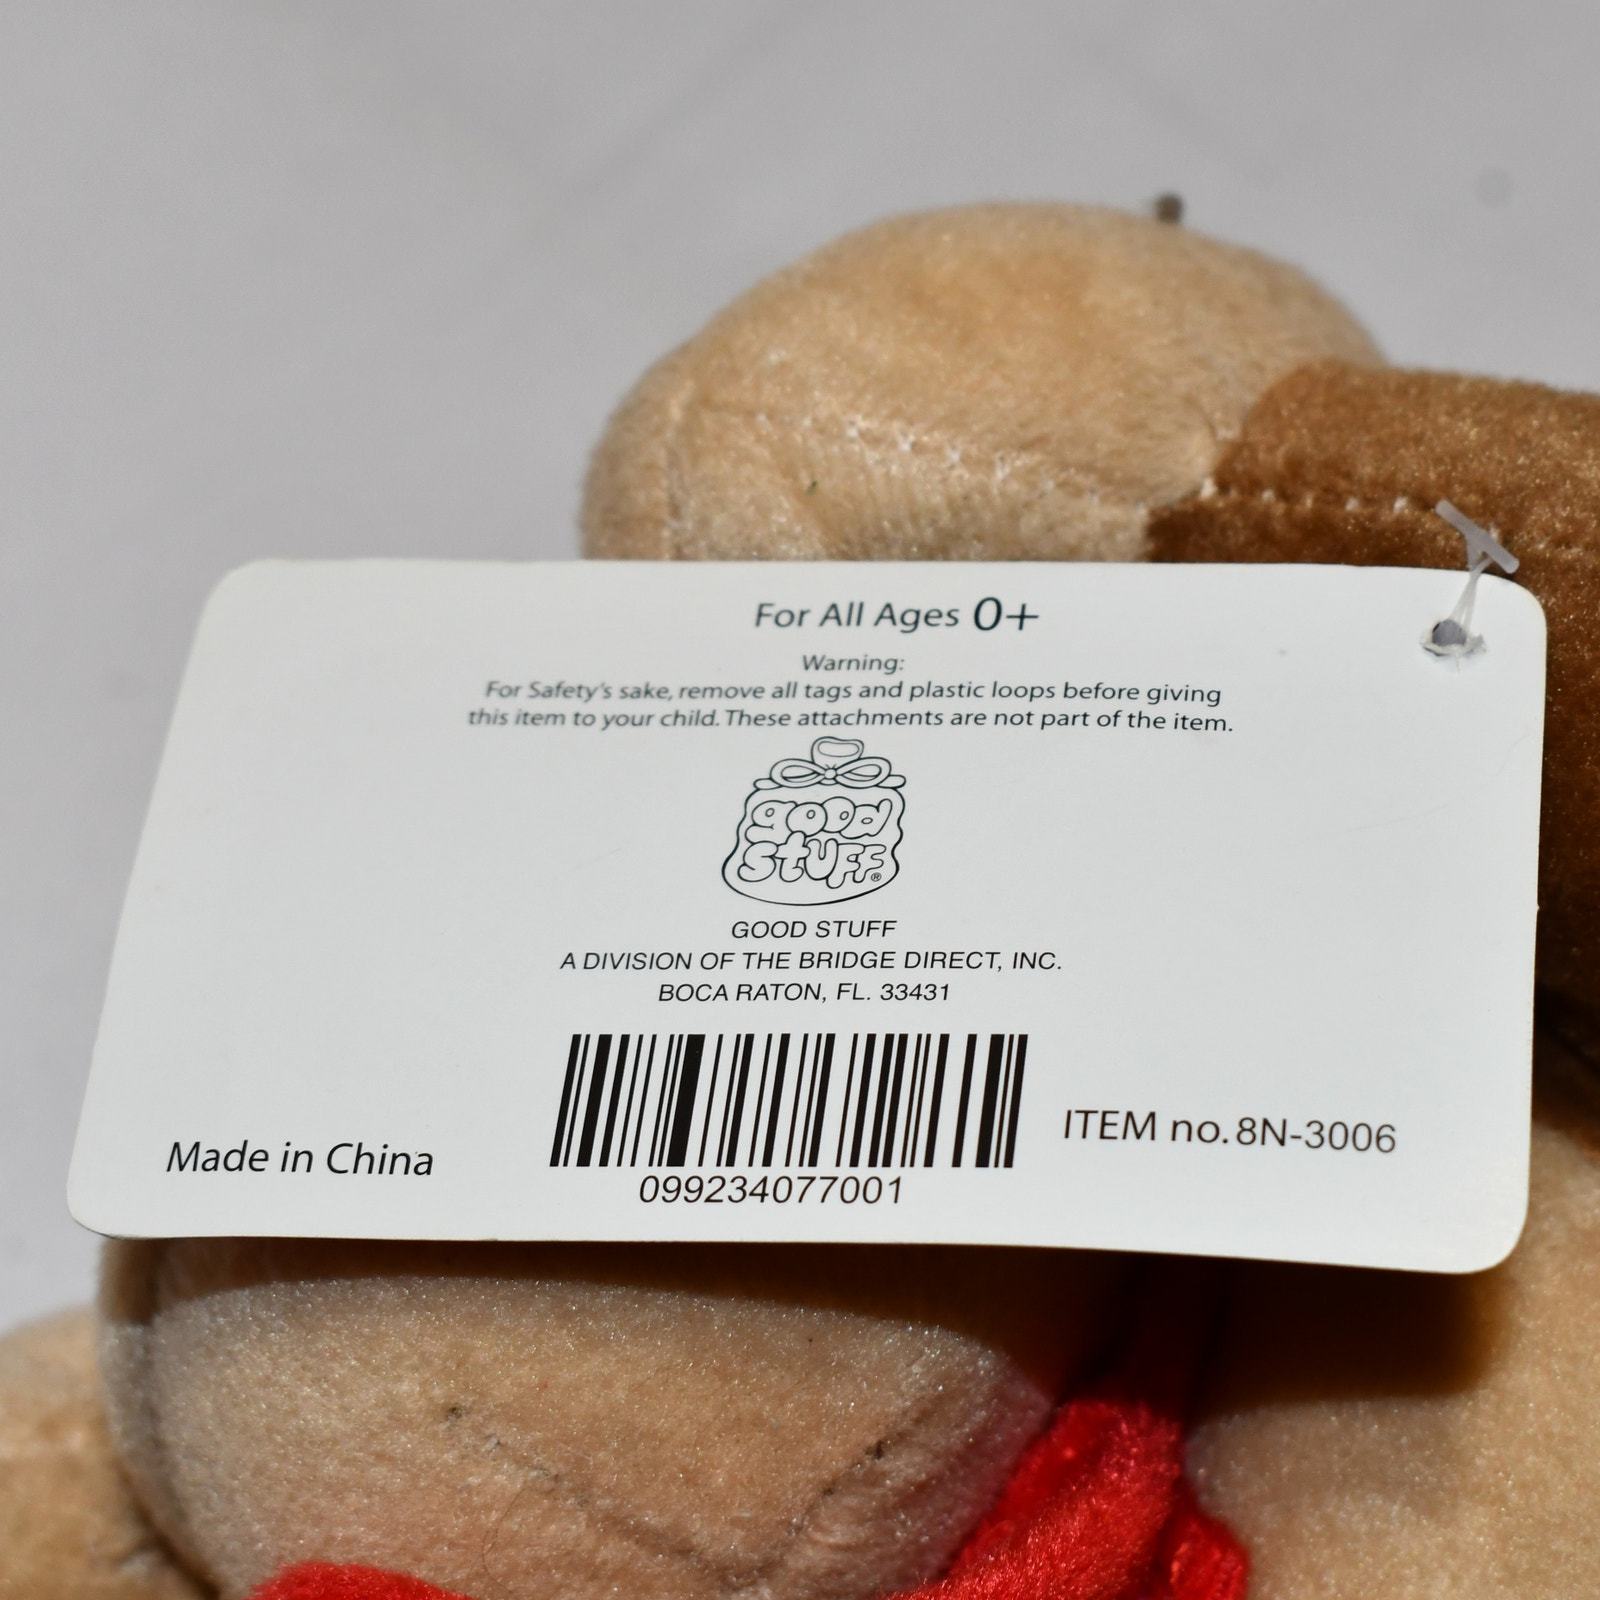 For All Ages 0+
Warning:
For Safety's sake, remove all tags and plastic loops before giving
this item to your child. These attachments are not part of the item.
good
stuff®
GOOD STUFF
A DIVISION OF THE BRIDGE DIRECT, INC.
BOCA RATON, FL. 33431
Made in China
099234077001
ITEM no. 8N-3006